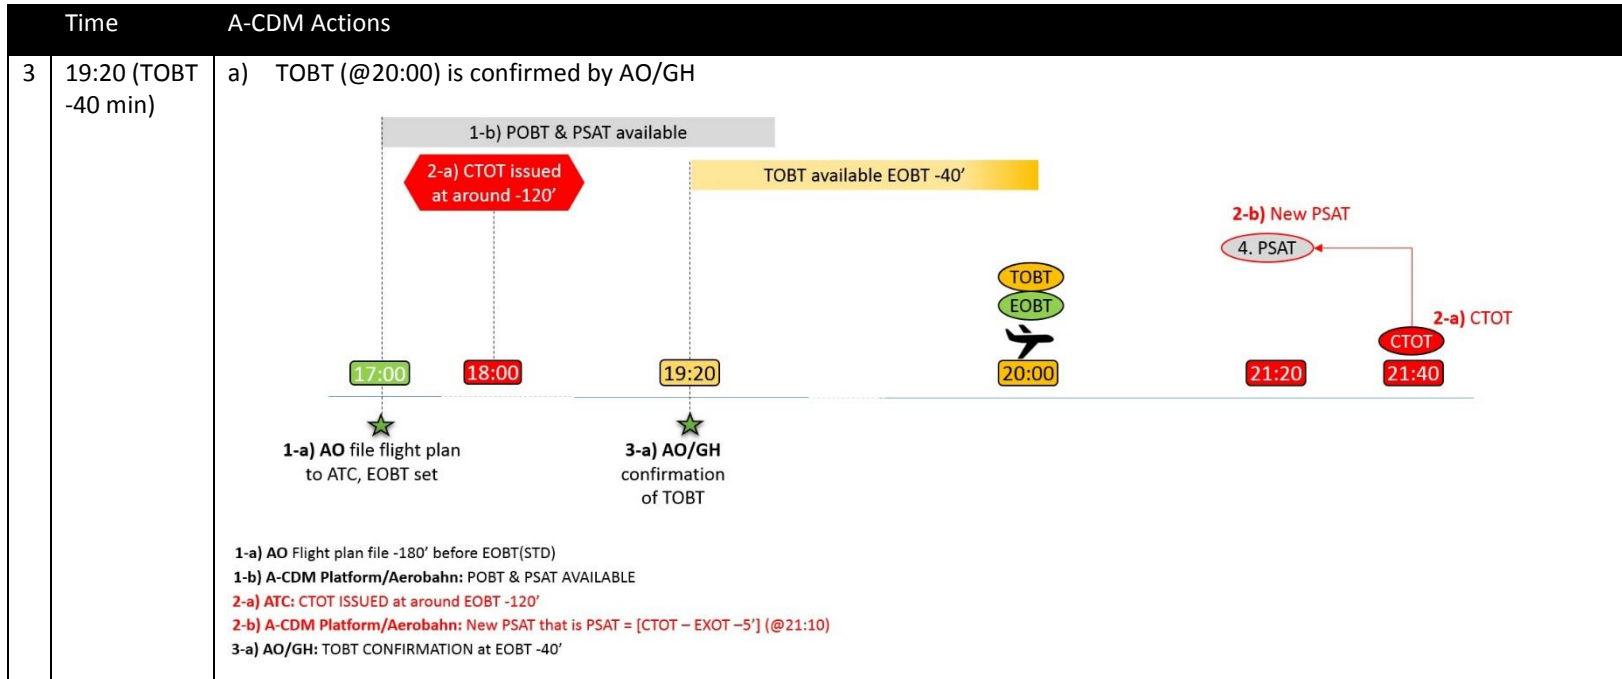 Time A-CDM Actions
3 19:20 (TOBT
-40 min)
a) TOBT (@20:00) is confirmed by AO/GH
1-b) POBT & PSAT available
2-a) CTOT issued
at around -120’
TOBT available EOBT -40’
2-b) New PSAT
4. PSAT
TOBT
EOBT
2-a) CTOT
CTOT
17:00 18:00 19:20 20:00 21:20 21:40
1-a) AO file flight plan
to ATC, EOBT set
3-a) AO/GH
confirmation
of TOBT
1-a) AO Flight plan file -180’ before EOBT(STD)
1-b) A-CDM Platform/Aerobahn: POBT & PSAT AVAILABLE
2-a) ATC: CTOT ISSUED at around EOBT -120’
2-b) A-CDM Platform/Aerobahn: New PSAT that is PSAT = [CTOT – EXOT –5’] (@21:10)
3-a) AO/GH: TOBT CONFIRMATION at EOBT -40’